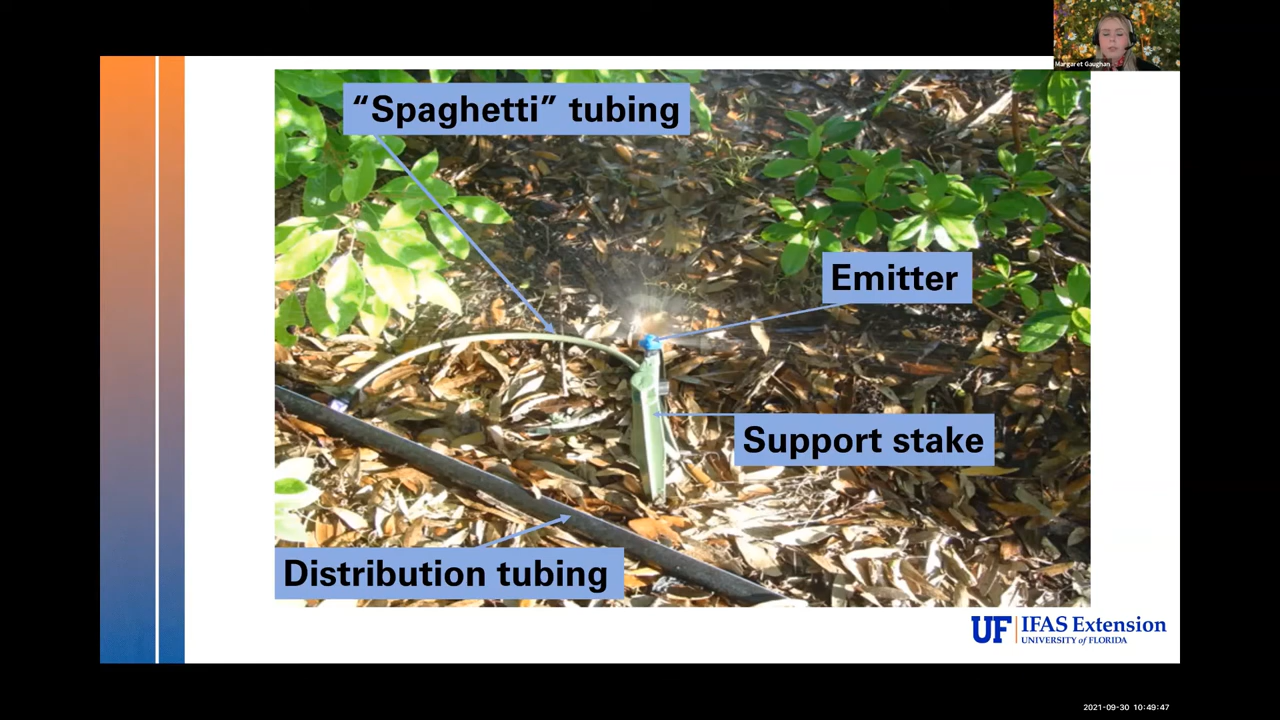 Margaret Gaughan
“Spaghetti” tubing
Emitter
Support stake
Distribution tubing
UF IFAS Extension
UNIVERSITY of FLORIDA
2021-09-30 10:49:47